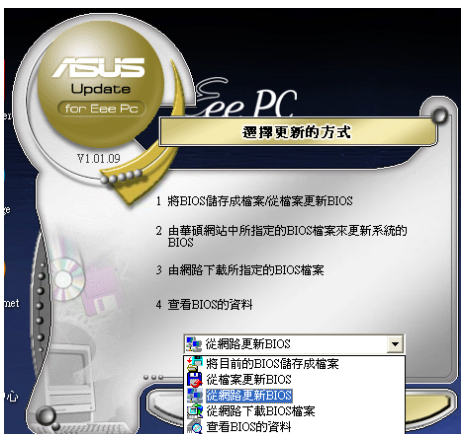 ASUS
Update
for Eee Pc
Eee PC
V1.01.09
選擇更新的方式
1 將BIOS儲存成檔案/從檔案更新BIOS
2 由華碩網站中所指定的BIOS檔案來更新系統的
BIOS
3 由網路下載所指定的BIOS檔案
4 查看BIOS的資料
從網路更新BIOS
將目前的BIOS儲存成檔案
從檔案更新BIOS
從網路更新BIOS
從網路下載BIOS檔案
查看BIOS的資料